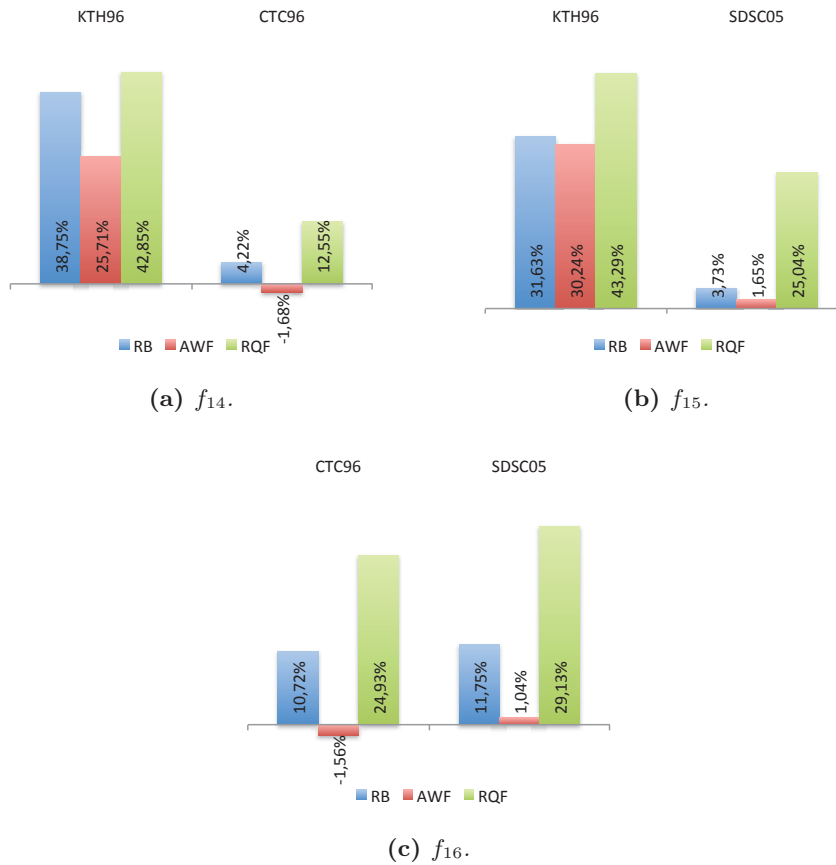 KTH96 CTC96
38,75% 25,71% 42,85% 4,22% -1,68% 12,55%
RB AWF RQF
(a) f14.
KTH96 SDSC05
31,63% 30,24% 43,29% 3,73% 1,65% 25,04%
RB AWF RQF
(b) f15.
CTC96 SDSC05
10,72% -1,56% 24,93% 11,75% 1,04% 29,13%
RB AWF RQF
(c) f16.